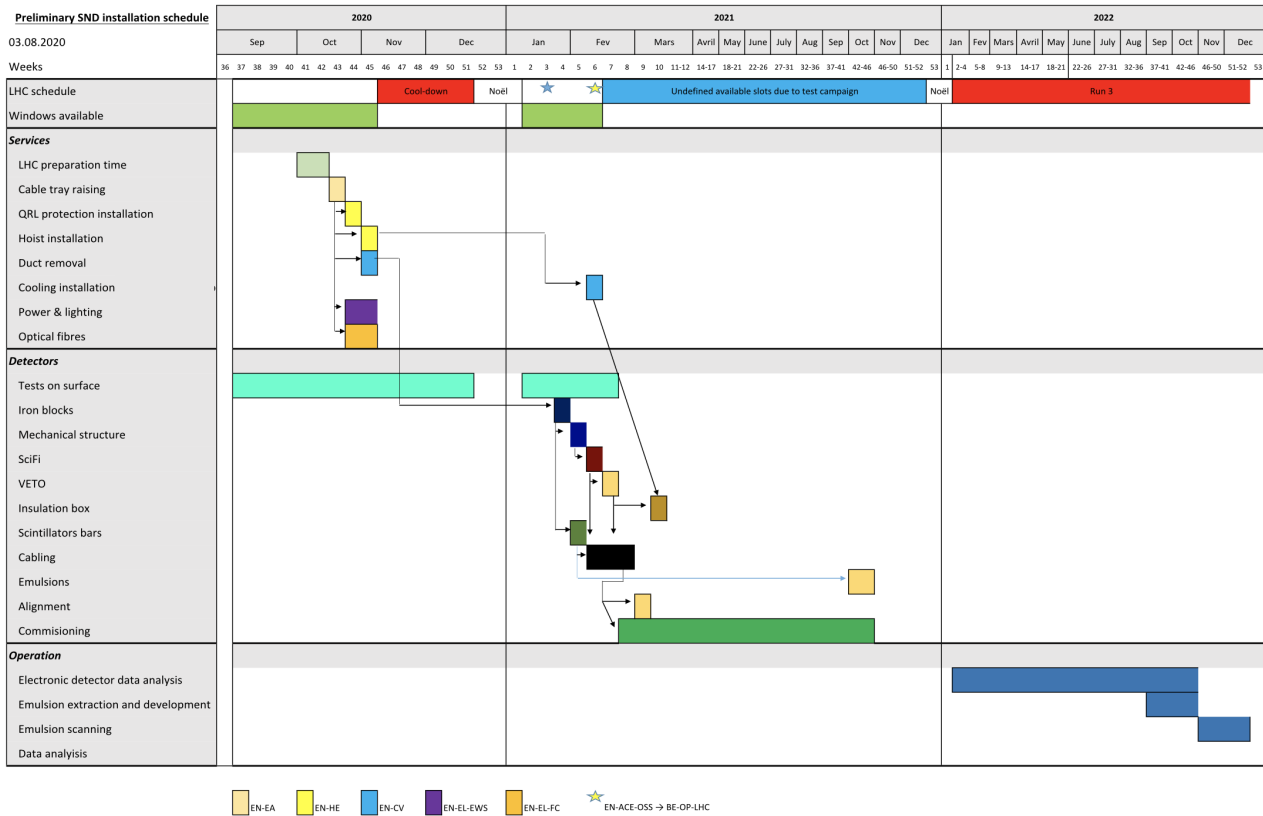 Preliminary SND installation schedule 2020 2021 2022
03.08.2020 Sep Oct Nov Dec Jan Fev Mars Avril May June July Aug Sep Oct Nov Dec Jan Fev Mars Avril May June July Aug Sep Oct Nov Dec
Weeks 36 37 38 39 40 41 42 43 44 45 46 47 48 49 50 51 52 53 1 2 3 4 5 6 7 8 9 10 11-12 14-17 18-21 22-26 27-31 32-36 37-41 42-46 46-50 51-52 53 1 2-4 5-8 9-13 14-17 18-21 22-26 27-31 32-36 37-41 42-46 46-50 51-52 53
LHC schedule Cool-down Noël Undefined available slots due to test campaign Noël Run 3
Windows available
Services
LHC preparation time
Cable tray raising
QRL protection installation
Hoist installation
Duct removal
Cooling installation
Power & lighting
Optical fibres
Detectors
Tests on surface
Iron blocks
Mechanical structure
SciFi
VETO
Insulation box
Scintillators bars
Cabling
Emulsions
Alignment
Commisioning
Operation
Electronic detector data analysis
Emulsion extraction and development
Emulsion scanning
Data analyisis
EN-EA EN-HE EN-CV EN-EL-EWS EN-EL-FC EN-ACE-OSS → BE-OP-LHC